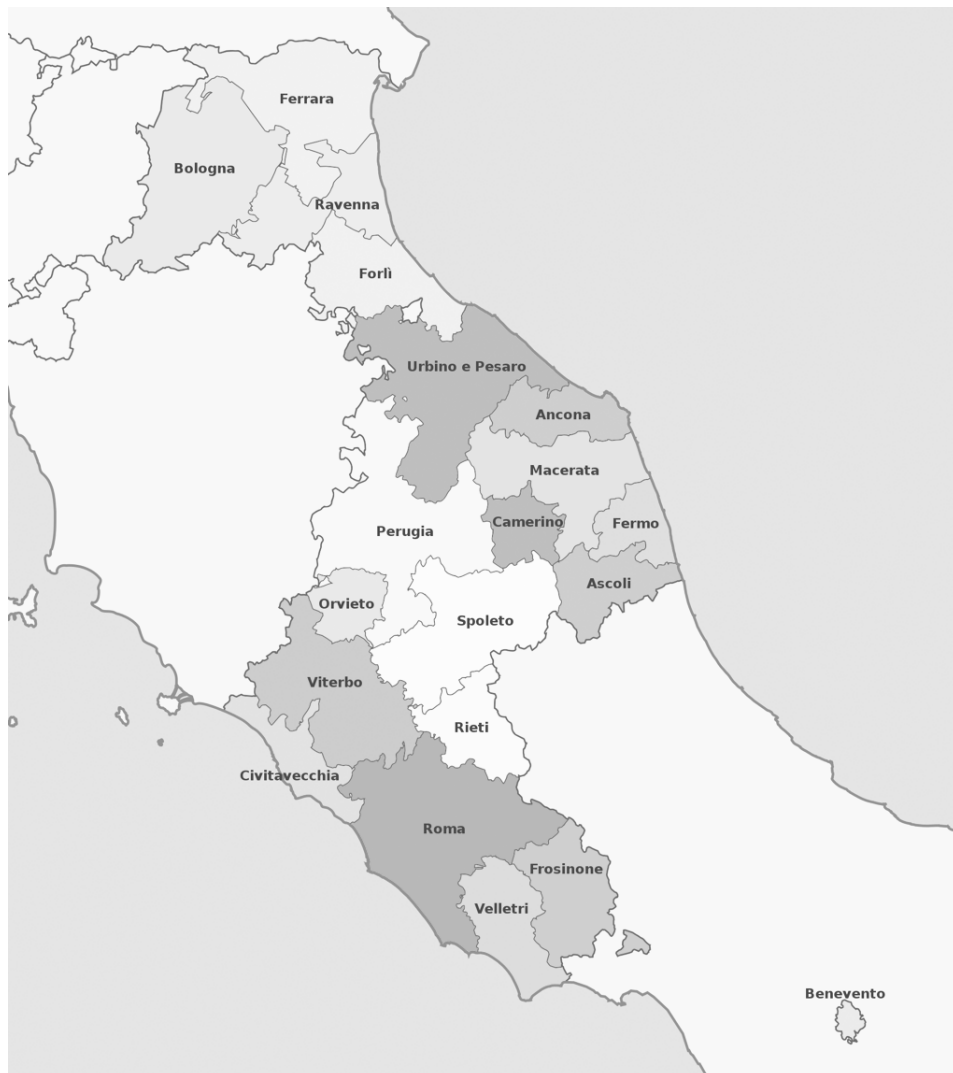 Ferrara
Bologna
Ravenna
Forlì
Urbino e Pesaro
Ancona
Macerata
Camerino
Fermo
Perugia
Ascoli
Orvieto
Spoleto
Viterbo
Rieti
Civitavecchia
Roma
Frosinone
Velletri
Benevento